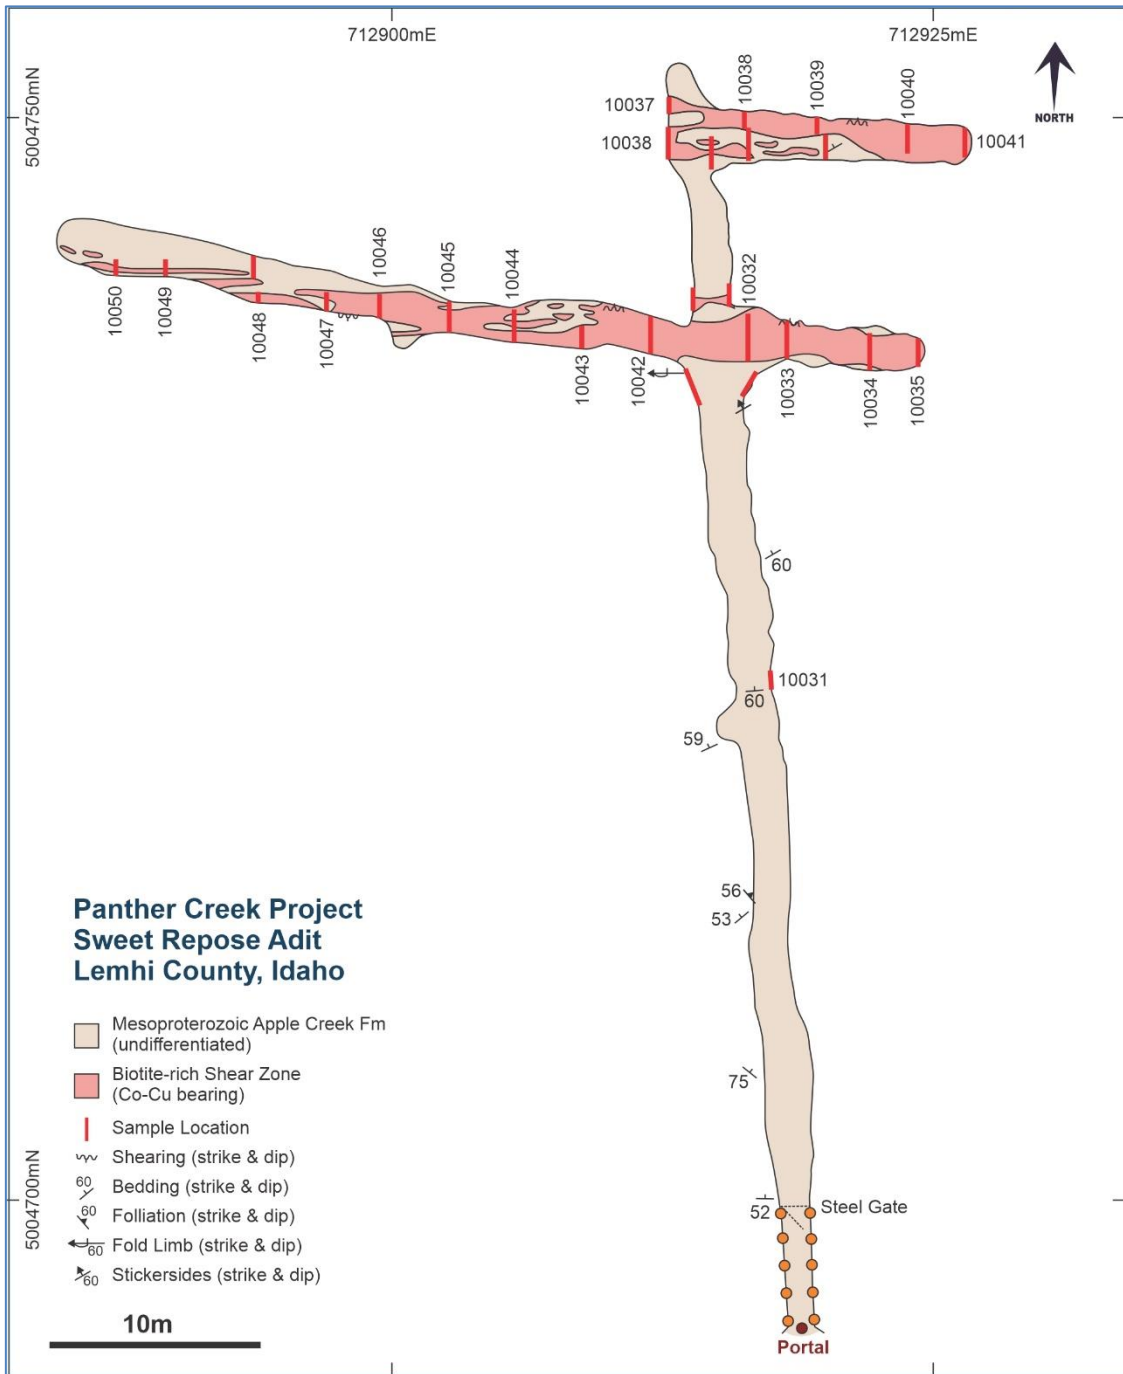 712900mE
712925mE
5004750mN
NORTH
10037
10038
10038
10039
10040
10041
10050
10049
10048
10047
10046
10045
10044
10043
10042
10032
10033
10034
10035
60
10031
60
59
56
53
75
52
Steel Gate
Portal
5004700mN
Panther Creek Project
Sweet Repose Adit
Lemhi County, Idaho
Mesoproterozoic Apple Creek Fm
(undifferentiated)
Biotite-rich Shear Zone
(Co-Cu bearing)
Sample Location
Shearing (strike & dip)
60 Bedding (strike & dip)
60 Folliation (strike & dip)
60 Fold Limb (strike & dip)
60 Stickersides (strike & dip)
10m